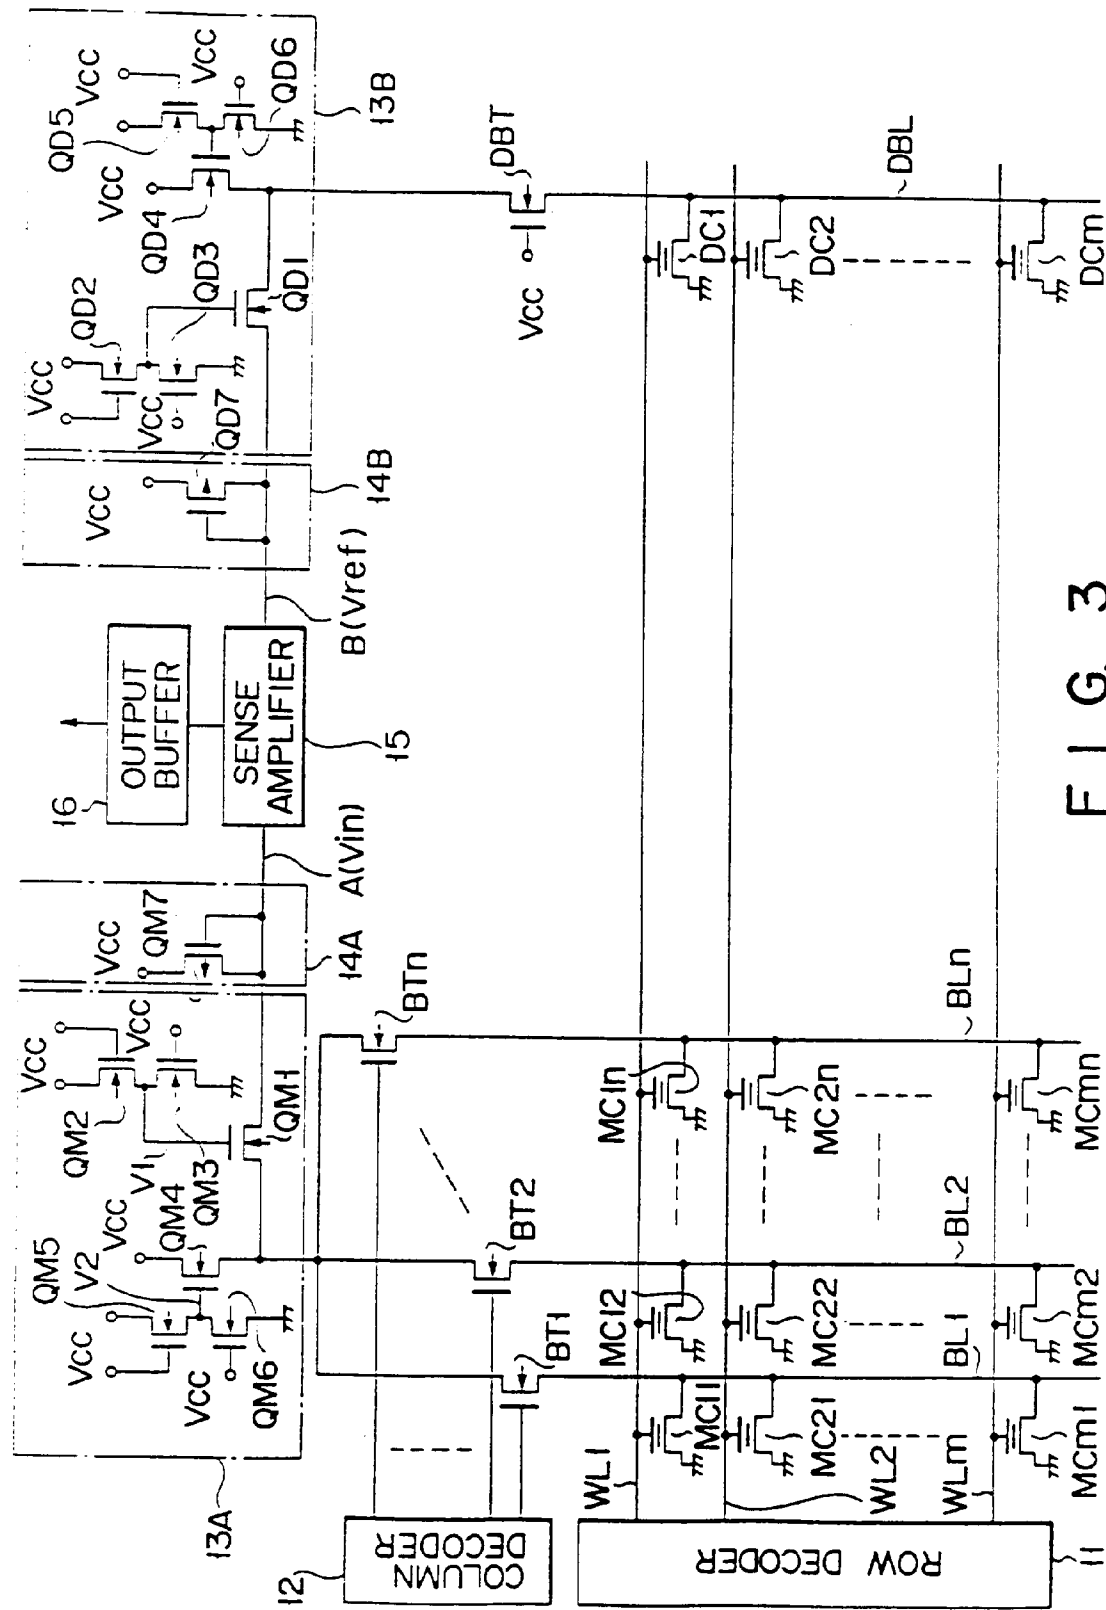 13A
VCC
QM5
V2
VCC
QM6
VCC
QM4
V1
QM3
QM2
VCC
VCC
QM1
VCC
QM7
14A
A(Vin)
16
OUTPUT
BUFFER
SENSE
AMPLIFIER
15
B(Vref)
14B
VCC
QD7
VCC
VCC
QD2
QD3
QD1
VCC
QD4
QD5
VCC
VCC
QD6
13B
12
COLUMN
DECODER
BT1
BT2
BTn
VCC
DBT
11
ROW DECODER
WL1
MC11
MC12
MC1n
DC1
WL2
MC21
MC22
MC2n
DC2
WLm
MCm1
BL1
MCm2
BL2
MCmn
BLn
DCm
DBL
FIG. 3